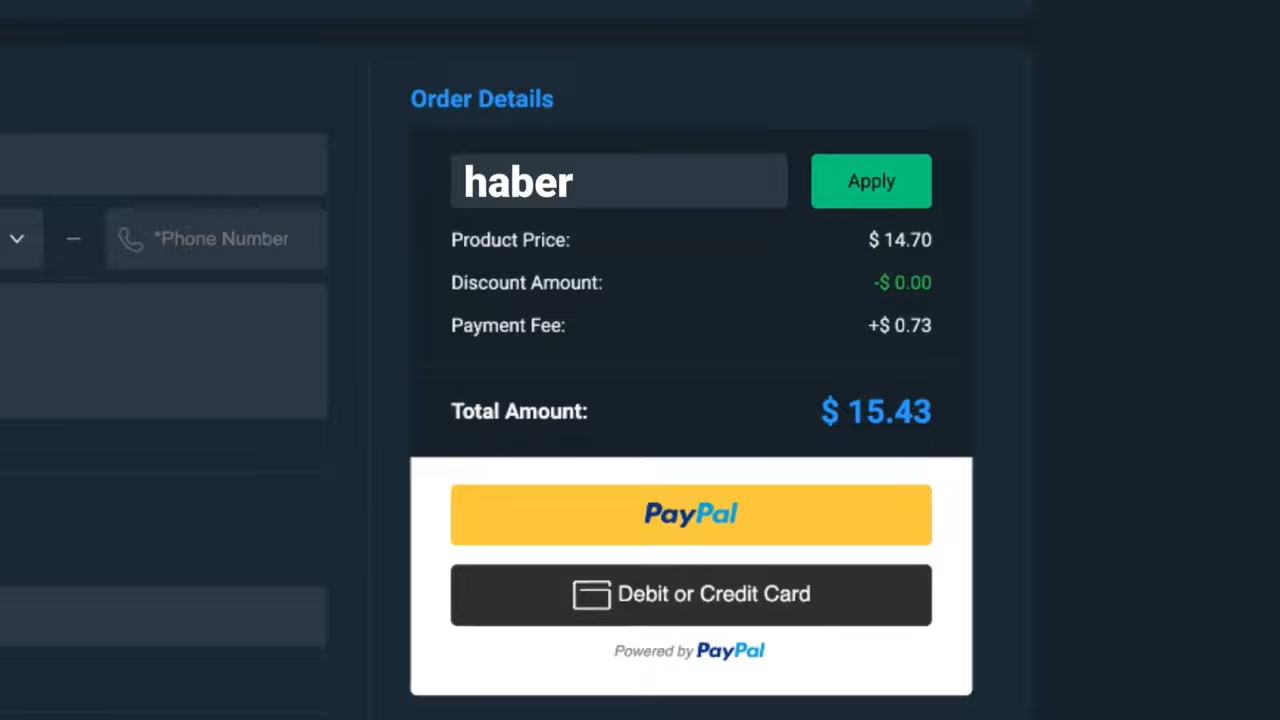 Order Details
haber
Apply
*Phone Number
Product Price: $ 14.70
Discount Amount: -$ 0.00
Payment Fee: +$ 0.73
Total Amount: $ 15.43
PayPal
Debit or Credit Card
Powered by PayPal